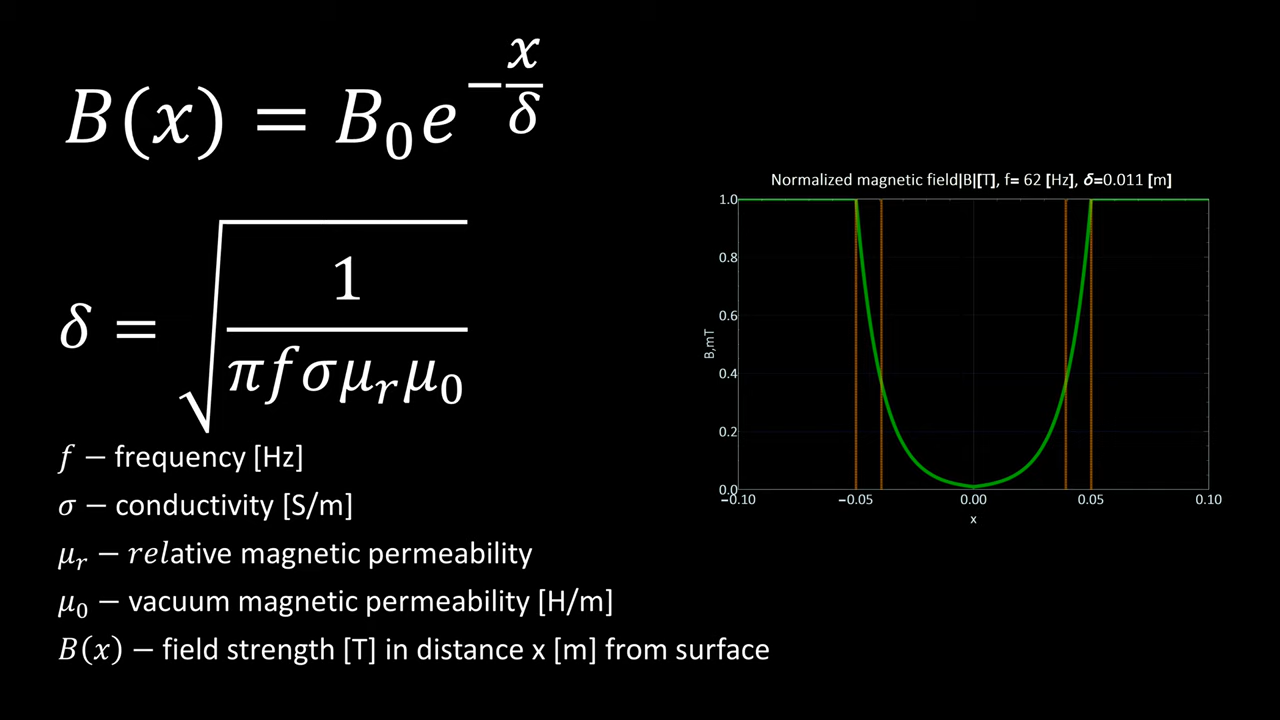 B(x) = B₀e^(-x/δ)
δ = √(1/(πfσμᵣμ₀))
f – frequency [Hz]
σ – conductivity [S/m]
μᵣ – relative magnetic permeability
μ₀ – vacuum magnetic permeability [H/m]
B(x) – field strength [T] in distance x [m] from surface
Normalized magnetic field|B|[T], f= 62 [Hz], δ=0.011 [m]
1.0
0.8
0.6
0.4
0.2
0.0
B,mT
−0.10 −0.05 0.00 0.05 0.10
x